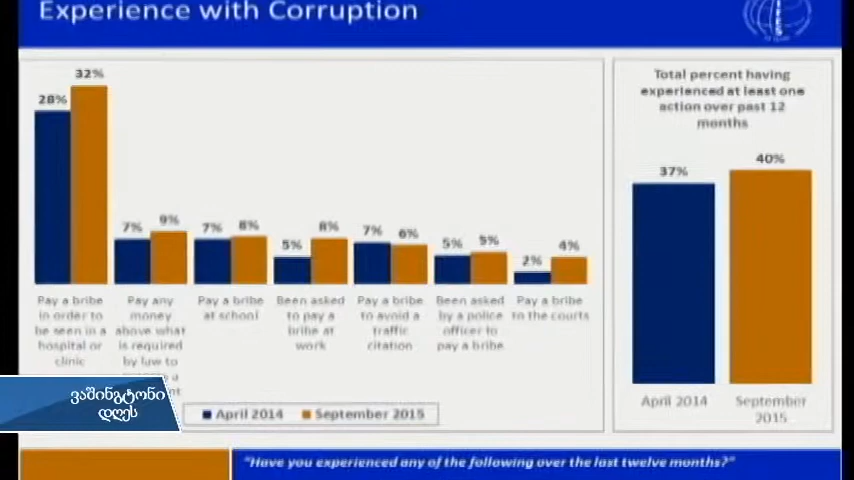 Experience with Corruption
IFES
28%
32%
7%
9%
7%
8%
5%
8%
7%
6%
5%
5%
2%
4%
Pay a bribe
in order to
be seen in a
hospital or
clinic
Pay any
money
above what
is required
by law to
a
nt
Pay a bribe
at school
Been asked
to pay a
bribe at
work
Pay a bribe
to avoid a
traffic
citation
Been asked
by a police
officer to
pay a bribe
Pay a bribe
to the courts
April 2014
September 2015
Total percent having
experienced at least one
action over past 12
months
37%
40%
April 2014
September
2015
ვაშინგტონი
დღეს
"Have you experienced any of the following over the last twelve months?"